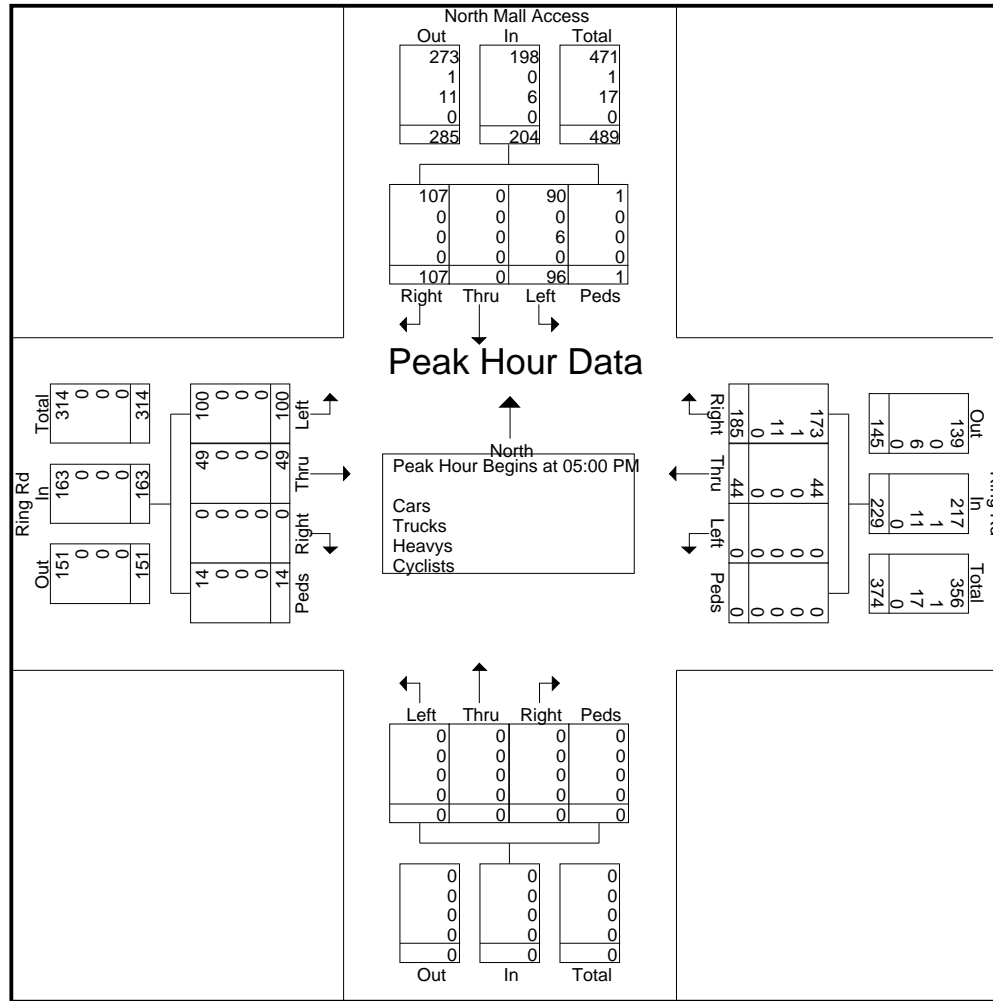 North Mall Access
Out In Total
273 198 471
1 0 1
11 6 17
0 0 0
285 204 489
107 0 90 1
0 0 0 0
0 0 6 0
0 0 0 0
107 0 96 1
Right Thru Left Peds
Peak Hour Data
North
Peak Hour Begins at 05:00 PM
Cars
Trucks
Heavys
Cyclists
Ring Rd
Total In Out
314 163 151
0 0 0
0 0 0
0 0 0
314 163 151
Left Thru Right Peds
100 49 0 14
0 0 0 0
0 0 0 0
0 0 0 0
100 49 0 14
Right Thru Left Peds
173 44 0 0
1 0 0 0
11 0 0 0
0 0 0 0
185 44 0 0
Out In Total
139 217 356
0 1 1
6 11 17
0 0 0
145 229 374
Left Thru Right Peds
0 0 0 0
0 0 0 0
0 0 0 0
0 0 0 0
0 0 0 0
0 0 0
0 0 0
0 0 0
0 0 0
0 0 0
Out In Total